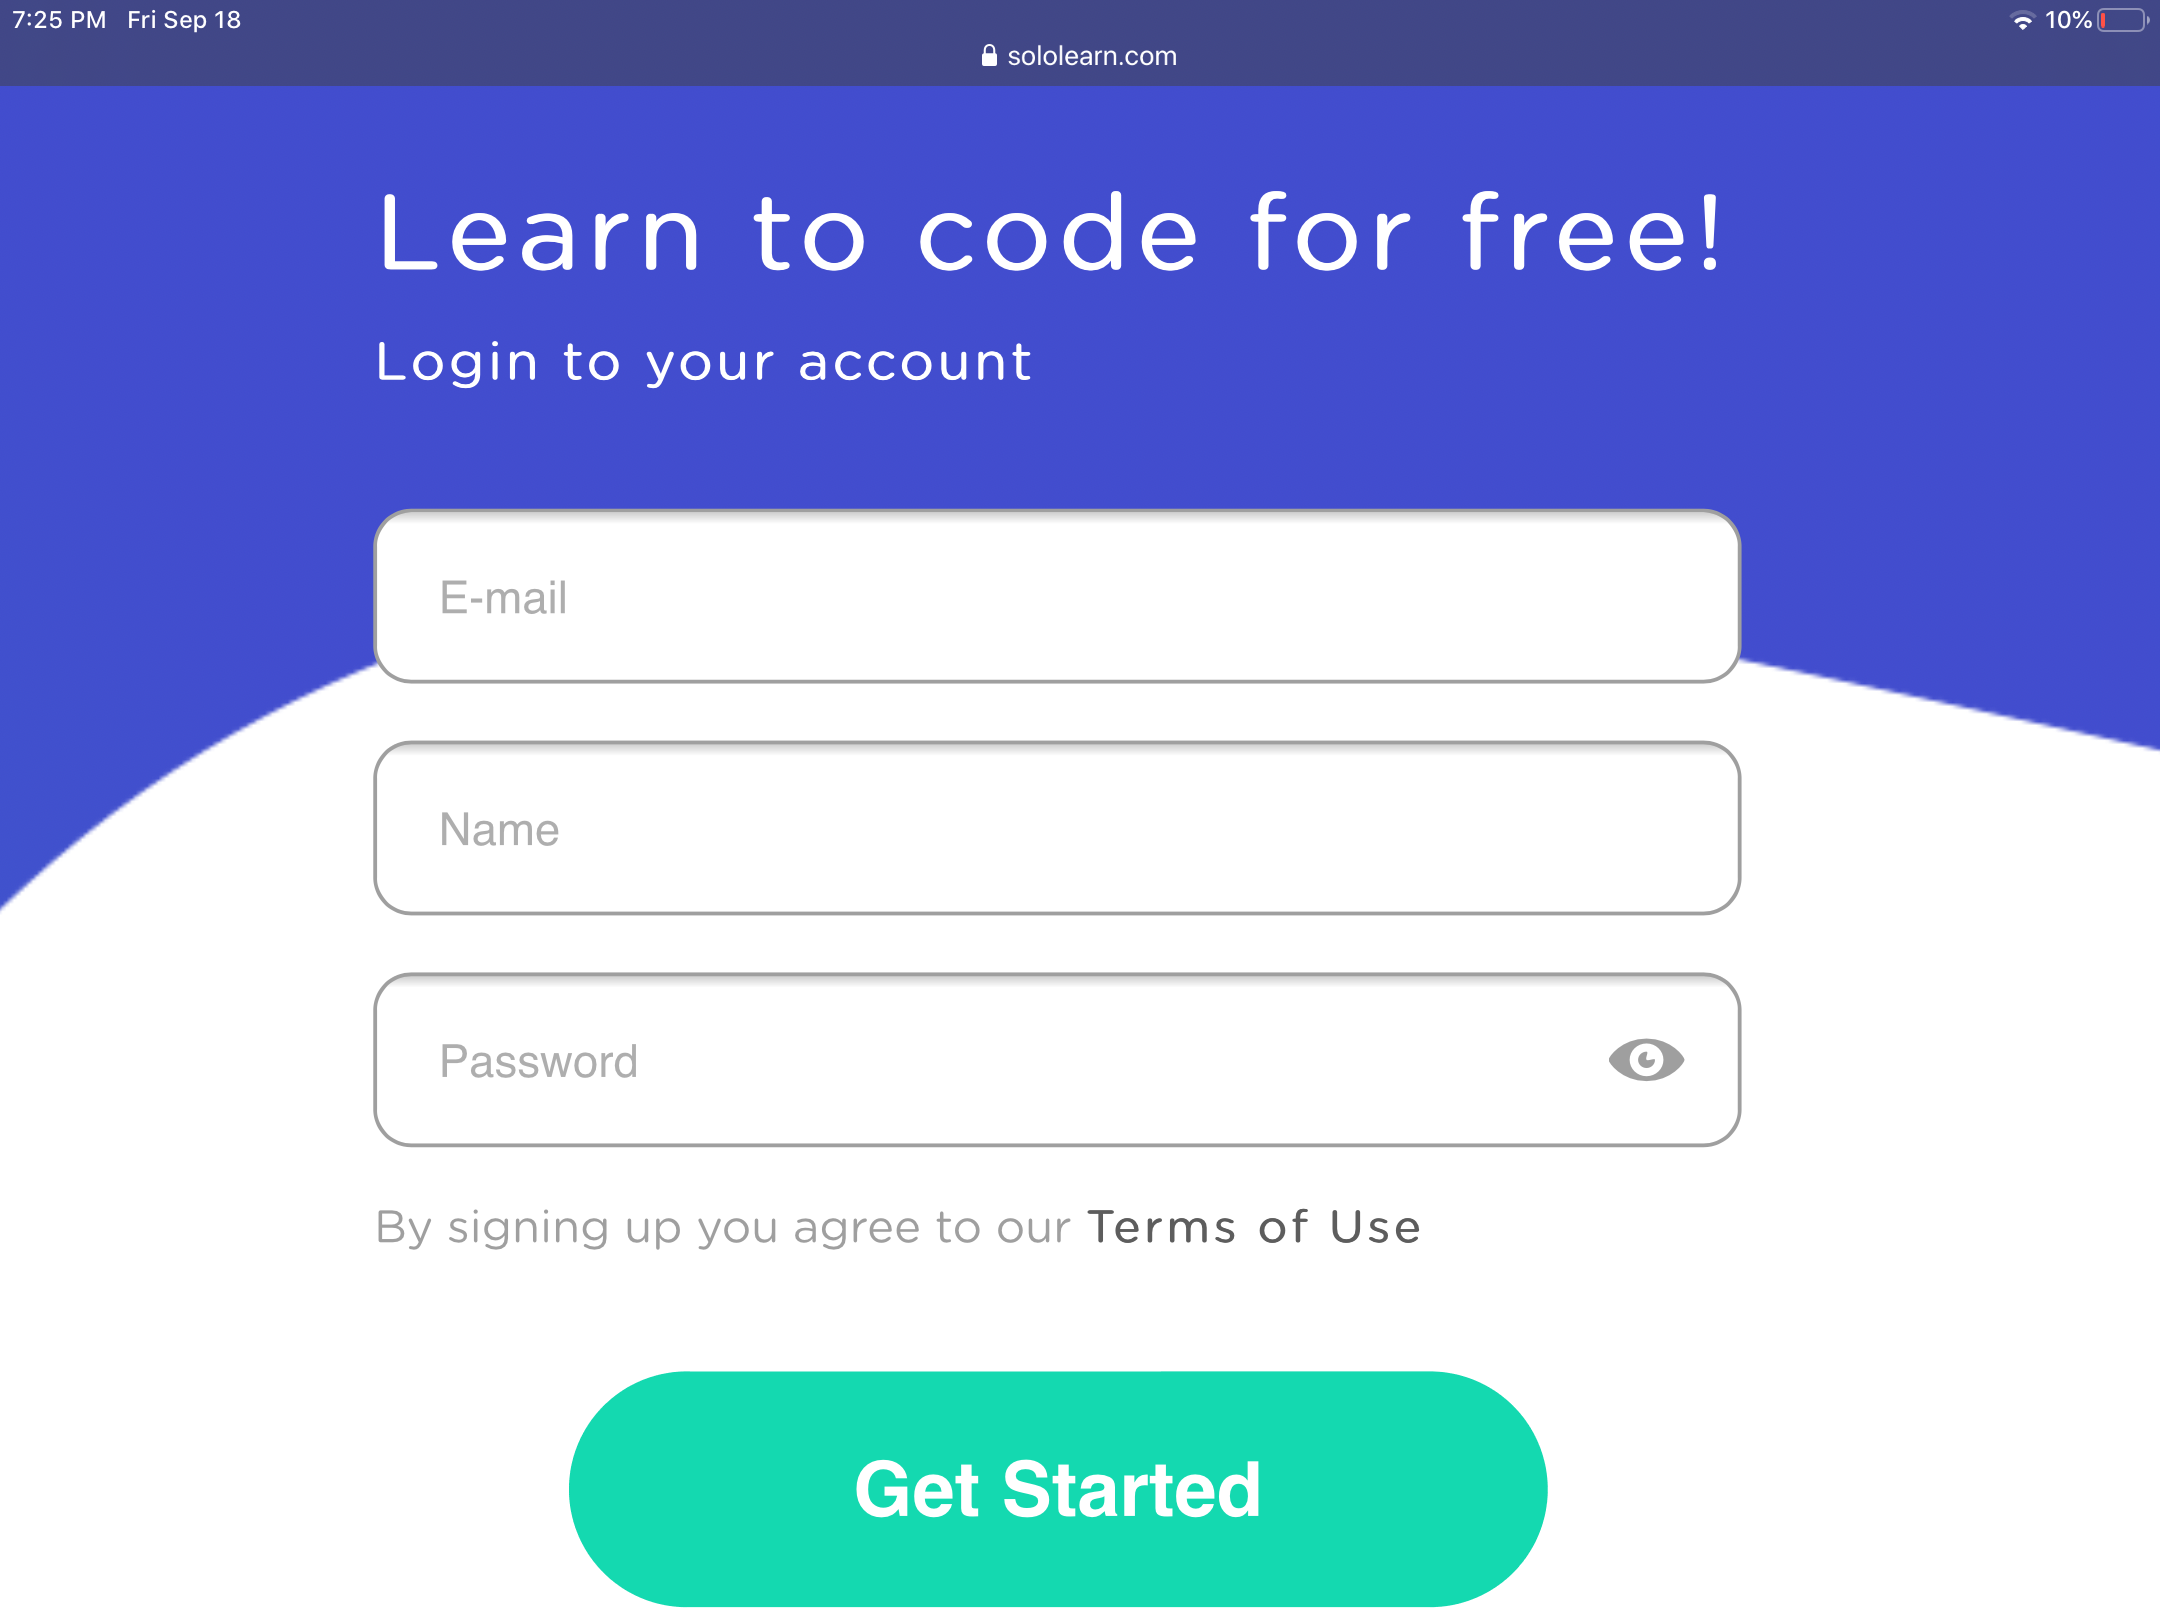 7:25 PM Fri Sep 18
10%
sololearn.com
Learn to code for free!
Login to your account
E-mail
Name
Password
By signing up you agree to our Terms of Use
Get Started